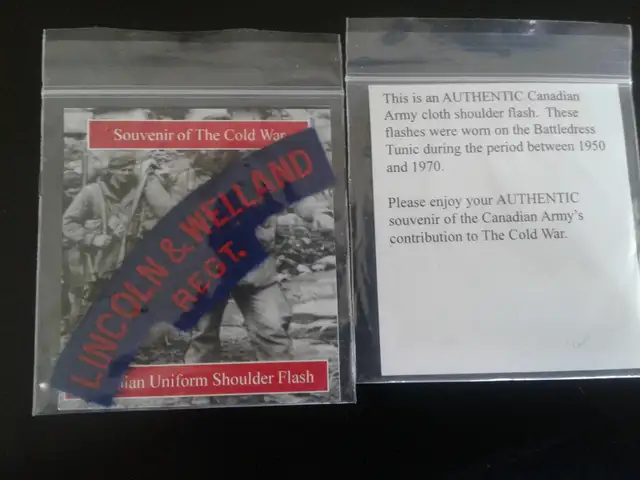 Souvenir of The Cold War
LINCOLN & WELLAND
REGT.
ian Uniform Shoulder Flash
This is an AUTHENTIC Canadian
Army cloth shoulder flash. These
flashes were worn on the Battledress
Tunic during the period between 1950
and 1970.
Please enjoy your AUTHENTIC
souvenir of the Canadian Army's
contribution to The Cold War.